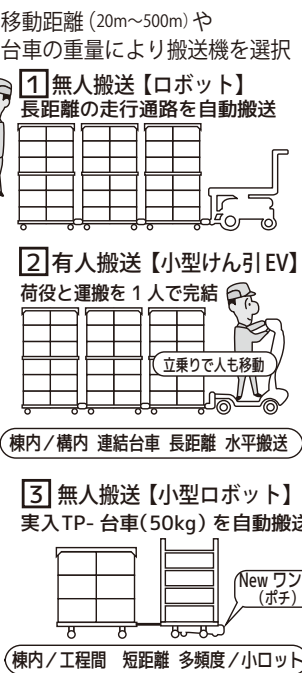 移動距離（20m～500m）や
台車の重量により搬送機を選択
1 無人搬送【ロボット】
長距離の走行通路を自動搬送
2 有人搬送【小型けん引EV】
荷役と運搬を1人で完結
立乗りで人も移動
棟内／構内 連結台車 長距離 水平搬送
3 無人搬送【小型ロボット】
実入TP-台車（50kg）を自動搬送
New ワン
（ポチ）
棟内／工程間 短距離 多頻度／小ロット